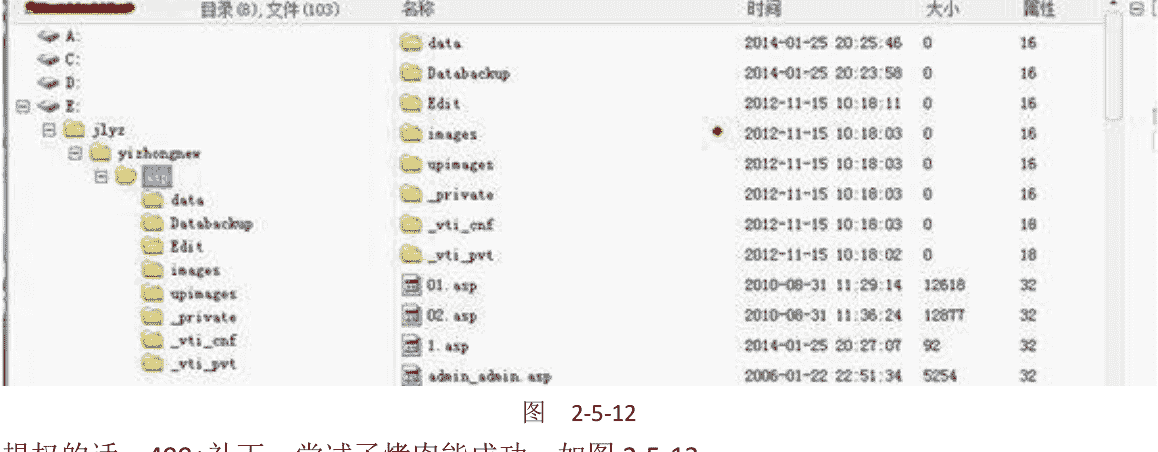 目录(8),文件(103) 名称 时间 大小 属性
A:
C:
D:
E:
jlyz
yizhongnew
asp
data
Databackup
Edit
images
upimages
_private
_vti_cnf
_vti_pvt
data 2014-01-25 20:25:46 0 16
Databackup 2014-01-25 20:23:58 0 16
Edit 2012-11-15 10:18:11 0 16
images 2012-11-15 10:18:03 0 16
upimages 2012-11-15 10:18:03 0 16
_private 2012-11-15 10:18:03 0 16
_vti_cnf 2012-11-15 10:18:03 0 18
_vti_pvt 2012-11-15 10:18:02 0 18
01.asp 2010-08-31 11:29:14 12618 32
02.asp 2010-08-31 11:36:24 12877 32
1.asp 2014-01-25 20:27:07 92 32
admin_admin.asp 2006-01-22 22:51:34 5254 32
图 2-5-12